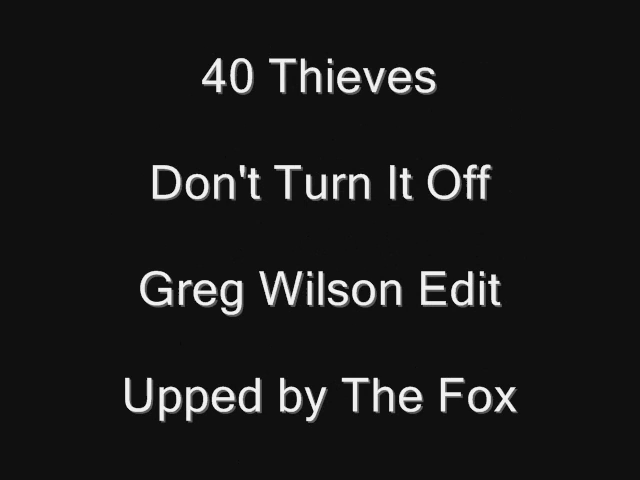 40 Thieves
Don't Turn It Off
Greg Wilson Edit
Upped by The Fox